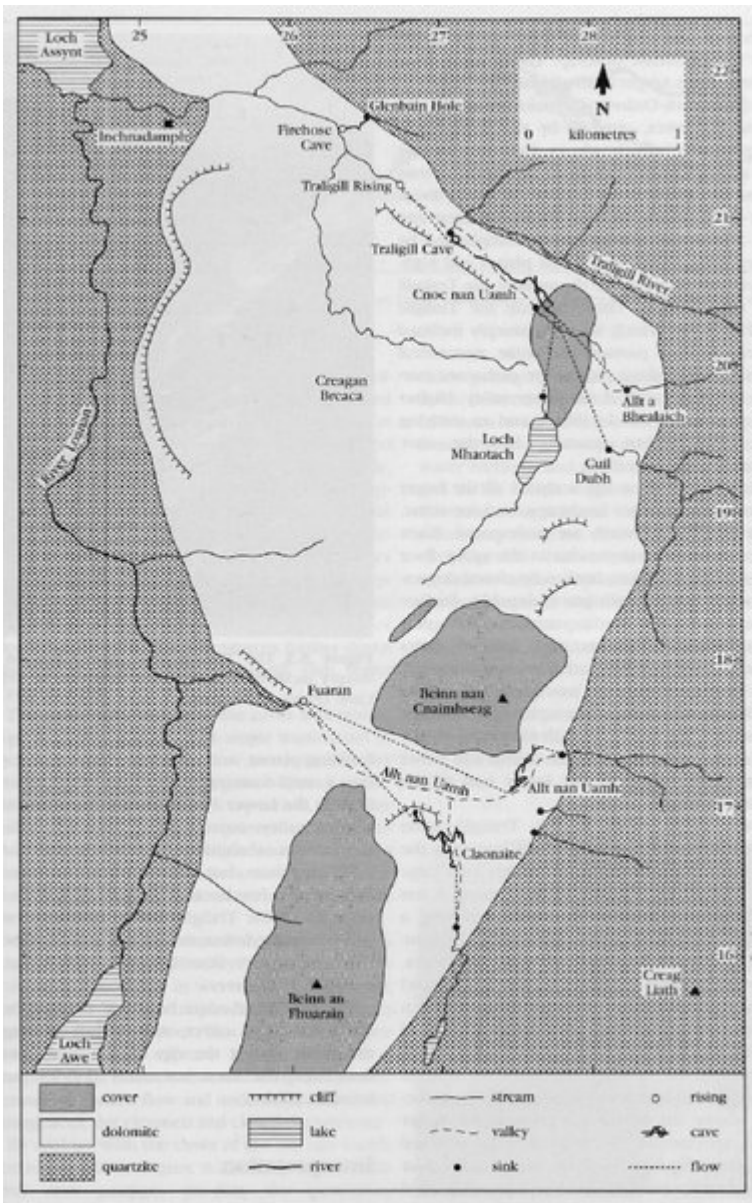 25
26
27
28
Loch
Assynt
22
Inchnadamph
Glenbain Hole
Firehose
Cave
N
0 kilometres 1
Traligill Rising
21
Traligill Cave
Traligill River
Cnoc nan Uamh
20
Creagan
Breaca
Allt a
Bhealaich
Loch
Mhaotach
Cuil
Dubh
River Loanan
19
18
Fuaran
Beinn nan
Cnaimhseag
Allt nan Uamh
Allt nan Uamh
17
Claonaite
16
Creag
Liath
Beinn an
Fhuarain
Loch
Awe
cover cliff stream rising
dolomite lake valley cave
quartzite river sink flow